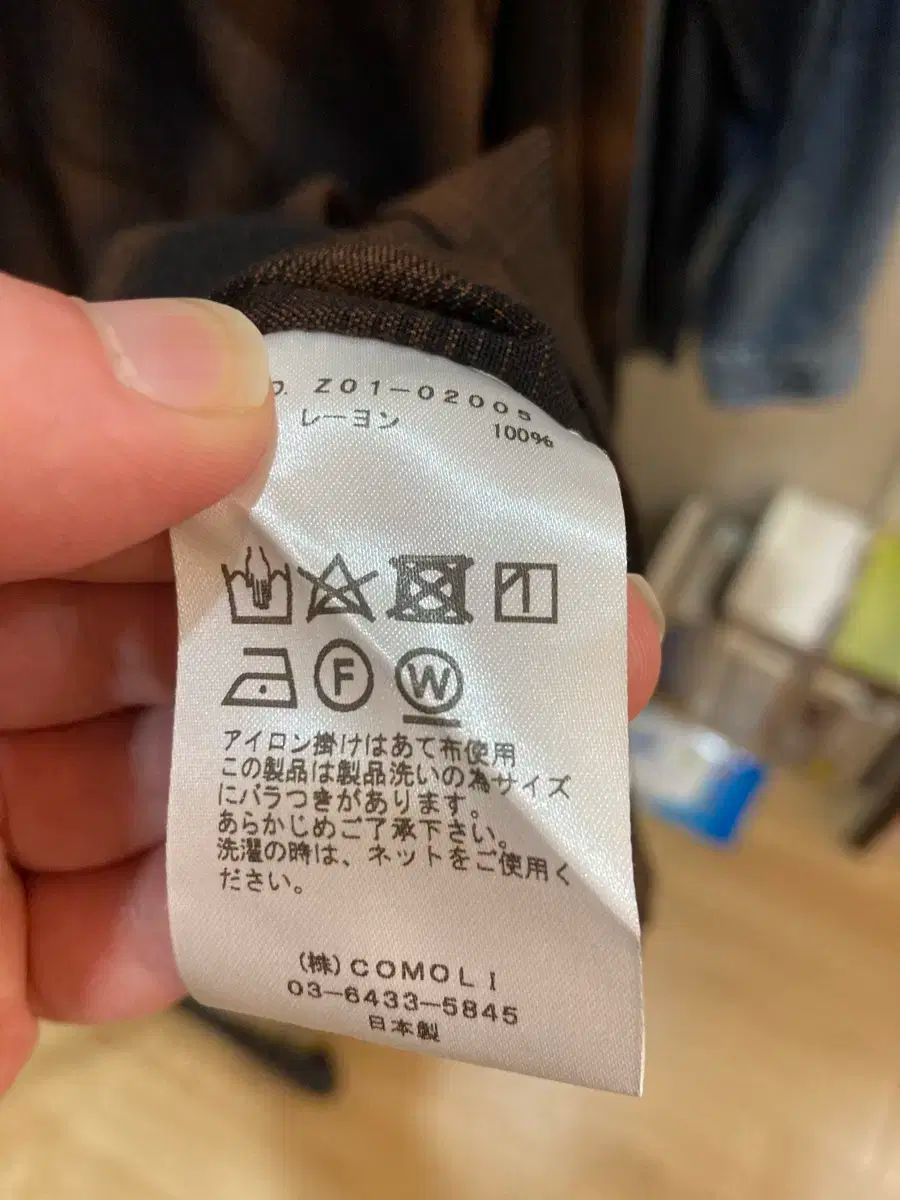 o. Z01-02005
レーヨン 100%
F W
アイロン掛けはあて布使用
この製品は製品洗いの為サイズ
にバラつきがあります。
あらかじめご了承下さい。
洗濯の時は、ネットをご使用く
ださい。
(株)COMOLI
03-6433-5845
日本製